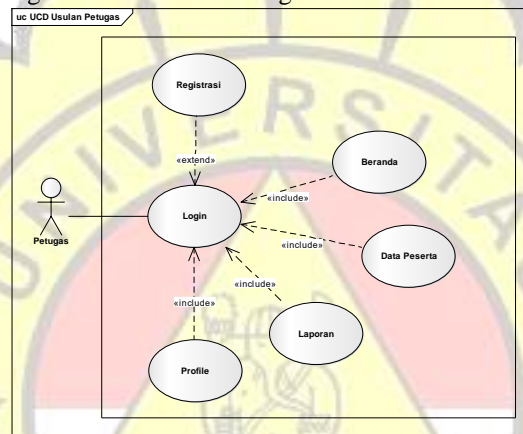 uc UCD Usulan Petugas
Registrasi
«extend»
Beranda
«include»
Login
Petugas
«include»
Data Peserta
«include»
«include»
Laporan
Profile